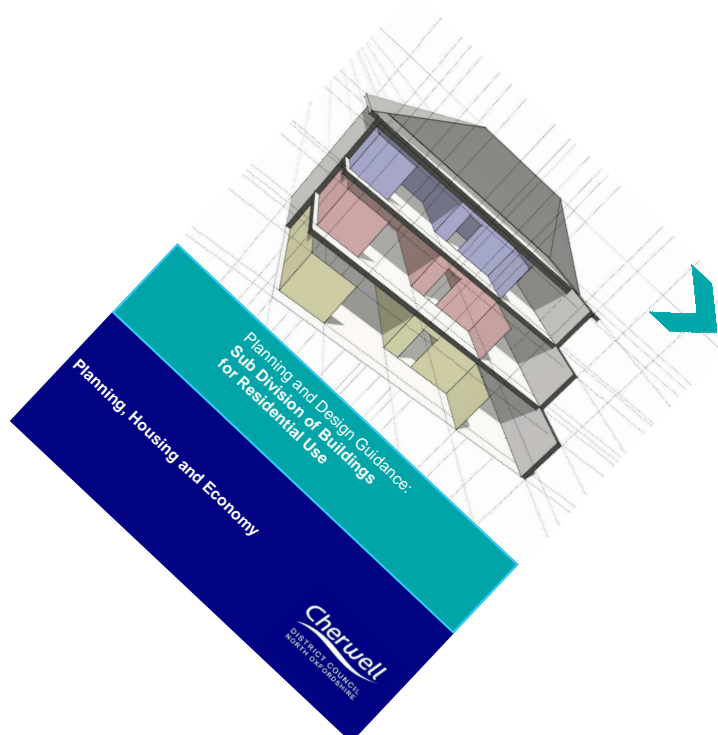 Planning and Design Guidance:
Sub Division of Buildings
for Residential Use
Planning, Housing and Economy
Cherwell
DISTRICT COUNCIL
NORTH OXFORDSHIRE